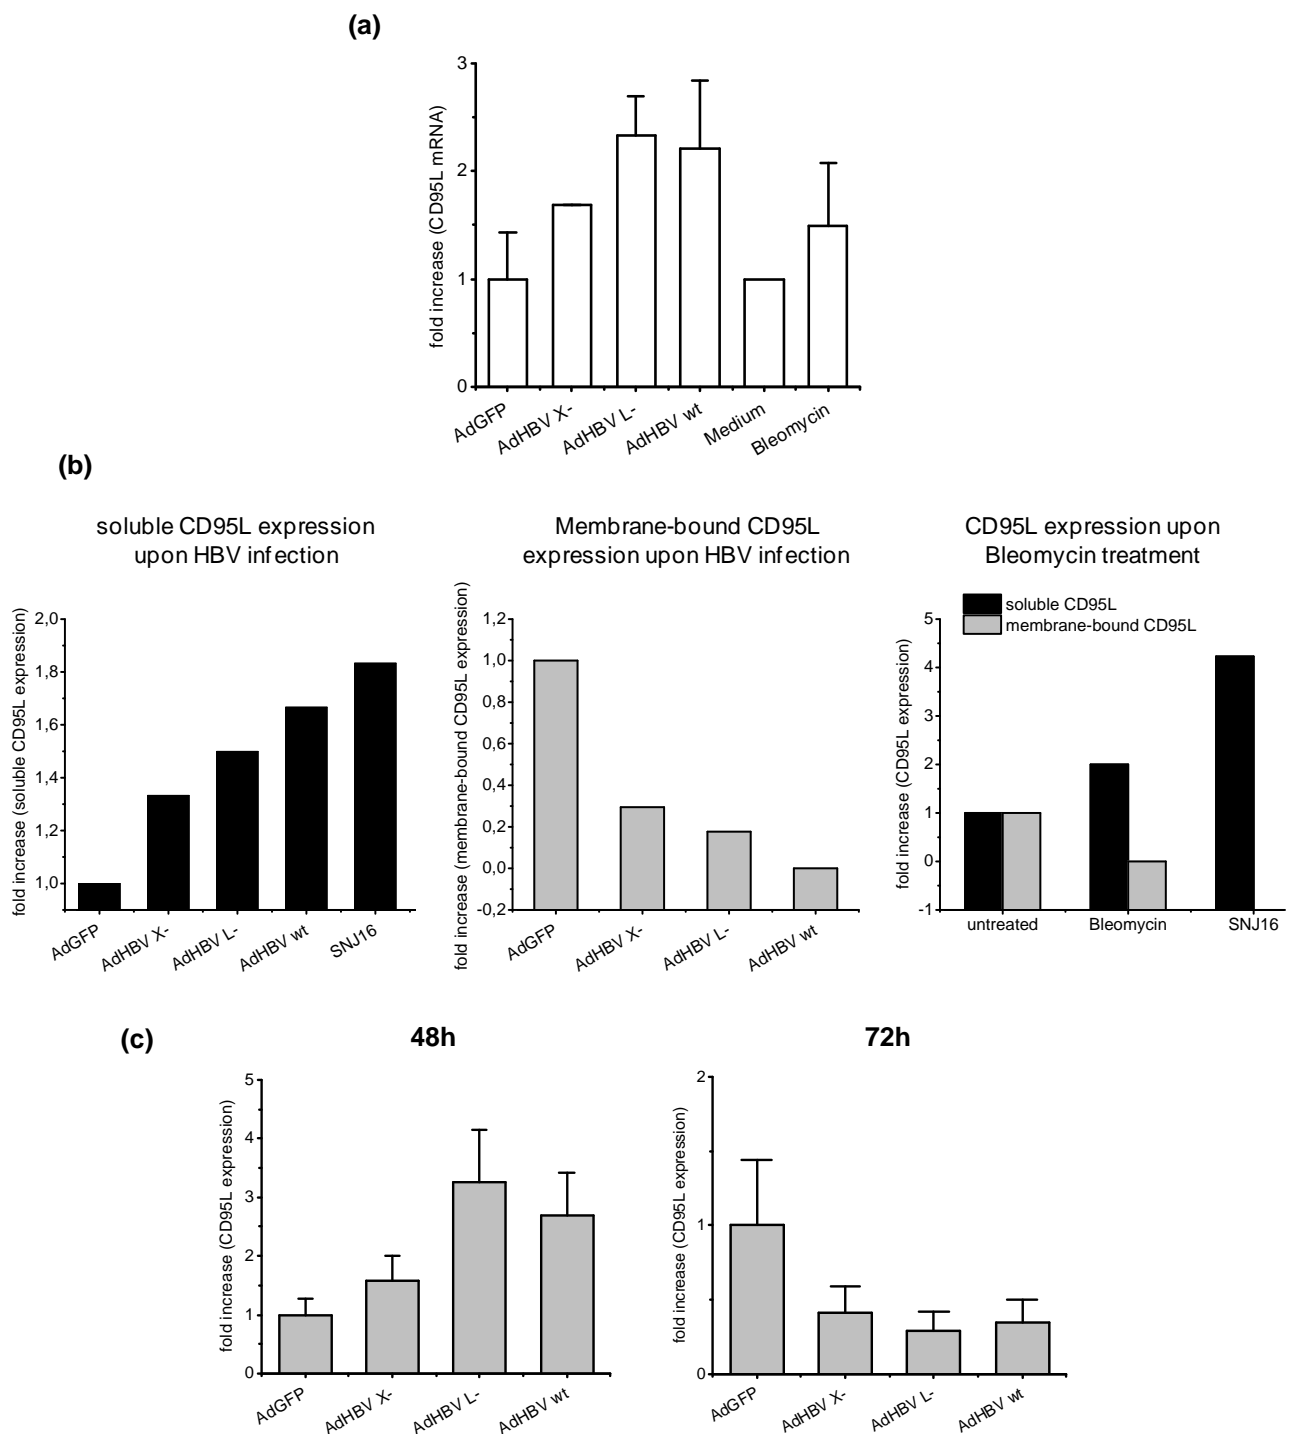 (a)
fold increase (CD95L mRNA)
3
2
1
0
AdGFP
AdHBV X-
AdHBV L-
AdHBV wt
Medium
Bleomycin
(b)
soluble CD95L expression
upon HBV infection
fold increase (soluble CD95L expression)
2,0
1,8
1,6
1,4
1,2
1,0
AdGFP
AdHBV X-
AdHBV L-
AdHBV wt
SNJ16
Membrane-bound CD95L
expression upon HBV infection
fold increase (membrane-bound CD95L expression)
1,2
1,0
0,8
0,6
0,4
0,2
0,0
-0,2
AdGFP
AdHBV X-
AdHBV L-
AdHBV wt
CD95L expression upon
Bleomycin treatment
soluble CD95L
membrane-bound CD95L
fold increase (CD95L expression)
5
4
3
2
1
0
-1
untreated
Bleomycin
SNJ16
(c)
48h
fold increase (CD95L expression)
5
4
3
2
1
0
AdGFP
AdHBV X-
AdHBV L-
AdHBV wt
72h
fold increase (CD95L expression)
2
1
0
AdGFP
AdHBV X-
AdHBV L-
AdHBV wt